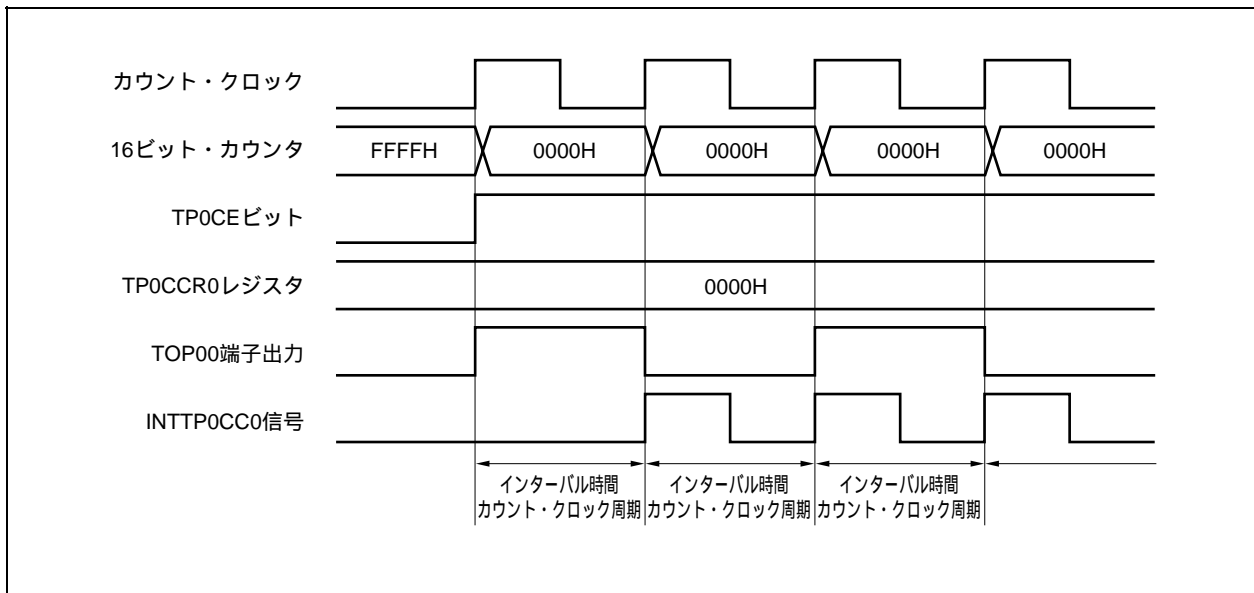 カウント・クロック
16ビット・カウンタ FFFFH 0000H 0000H 0000H 0000H
TP0CEビット
TP0CCR0レジスタ 0000H
TOP00端子出力
INTTP0CC0信号
インターバル時間 インターバル時間 インターバル時間
カウント・クロック周期 カウント・クロック周期 カウント・クロック周期